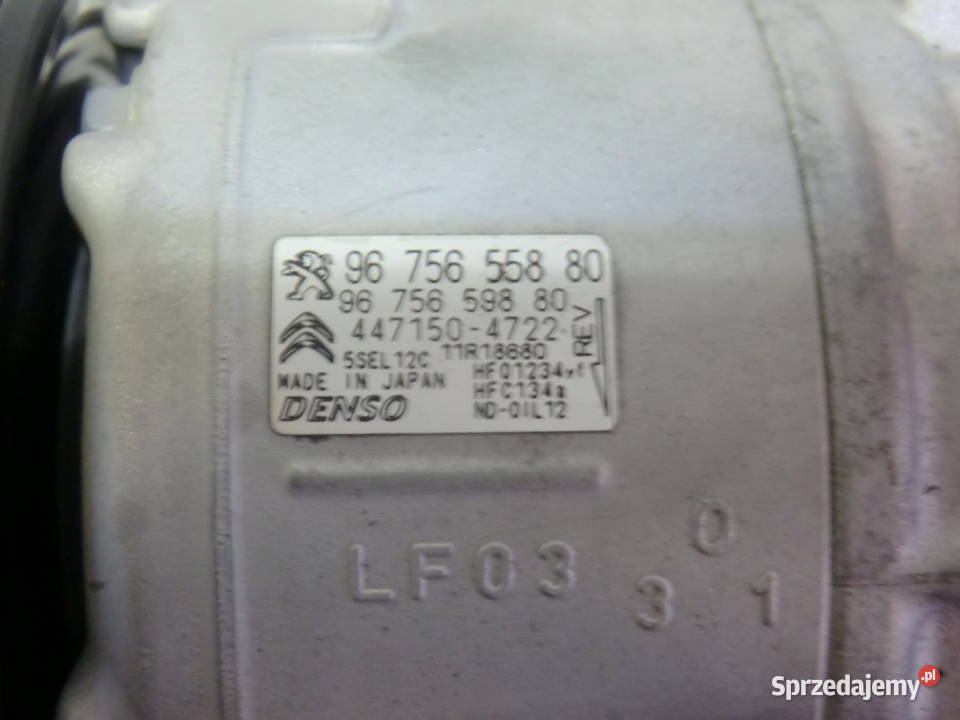 96 756 558 80
96 756 598 80
447150-4722
REV
5SEL12C 11R18680
HFO1234yf
MADE IN JAPAN
HFC134a
DENSO
ND-OIL12
LF03
0
3 1
Sprzedajemy.pl